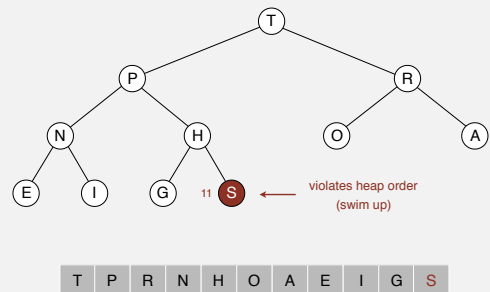 T
P R
N H O A
E I G 11 S violates heap order
(swim up)
T P R N H O A E I G S